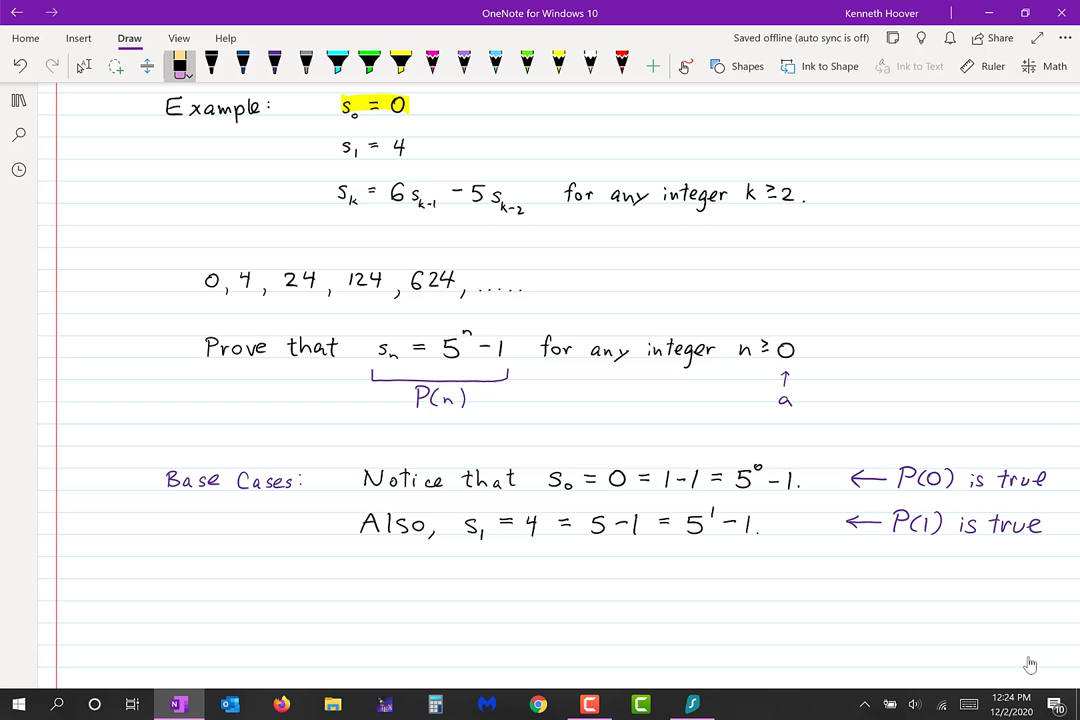 OneNote for Windows 10
Kenneth Hoover
Home Insert Draw View Help
Saved offline (auto sync is off)
Share
Shapes
Ink to Shape
Ink to Text
Ruler
Math
Example: s₀ = 0
s₁ = 4
sₖ = 6sₖ₋₁ - 5sₖ₋₂ for any integer k ≥ 2.
0, 4, 24, 124, 624, .....
Prove that sₙ = 5ⁿ - 1 for any integer n ≥ 0
↑
P(n) a
Base Cases: Notice that s₀ = 0 = 1 - 1 = 5⁰ - 1. ← P(0) is true
Also, s₁ = 4 = 5 - 1 = 5¹ - 1. ← P(1) is true
12:24 PM
12/2/2020
10